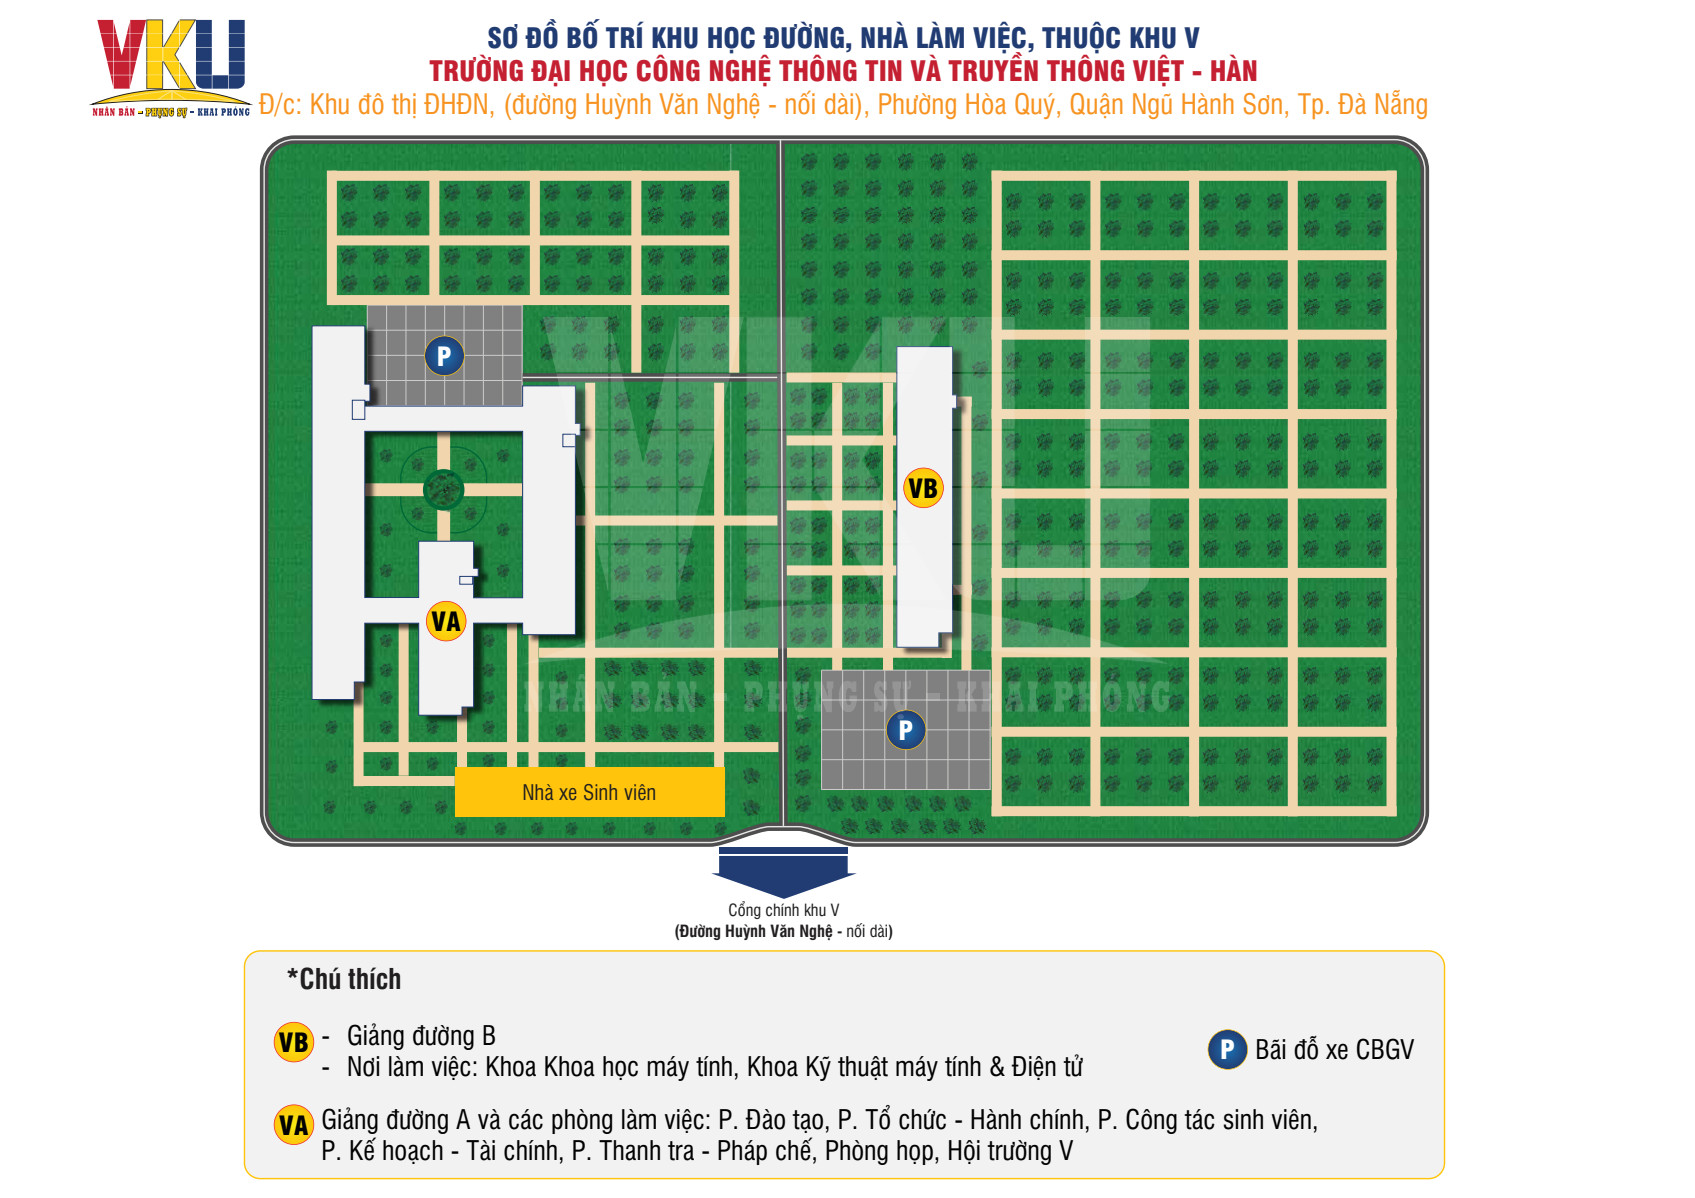 VKU
NHÂN BẢN - PHỤNG SỰ - KHAI PHÓNG
SƠ ĐỒ BỐ TRÍ KHU HỌC ĐƯỜNG, NHÀ LÀM VIỆC, THUỘC KHU V
TRƯỜNG ĐẠI HỌC CÔNG NGHỆ THÔNG TIN VÀ TRUYỀN THÔNG VIỆT - HÀN
Đ/c: Khu đô thị ĐHĐN, (đường Huỳnh Văn Nghệ - nối dài), Phường Hòa Quý, Quận Ngũ Hành Sơn, Tp. Đà Nẵng
P
VB
VA
VKU
NHÂN BẢN - PHỤNG SỰ - KHAI PHÓNG
P
Nhà xe Sinh viên
Cổng chính khu V
(Đường Huỳnh Văn Nghệ - nối dài)
*Chú thích
VB - Giảng đường B
- Nơi làm việc: Khoa Khoa học máy tính, Khoa Kỹ thuật máy tính & Điện tử
P Bãi đỗ xe CBGV
VA Giảng đường A và các phòng làm việc: P. Đào tạo, P. Tổ chức - Hành chính, P. Công tác sinh viên,
P. Kế hoạch - Tài chính, P. Thanh tra - Pháp chế, Phòng họp, Hội trường V